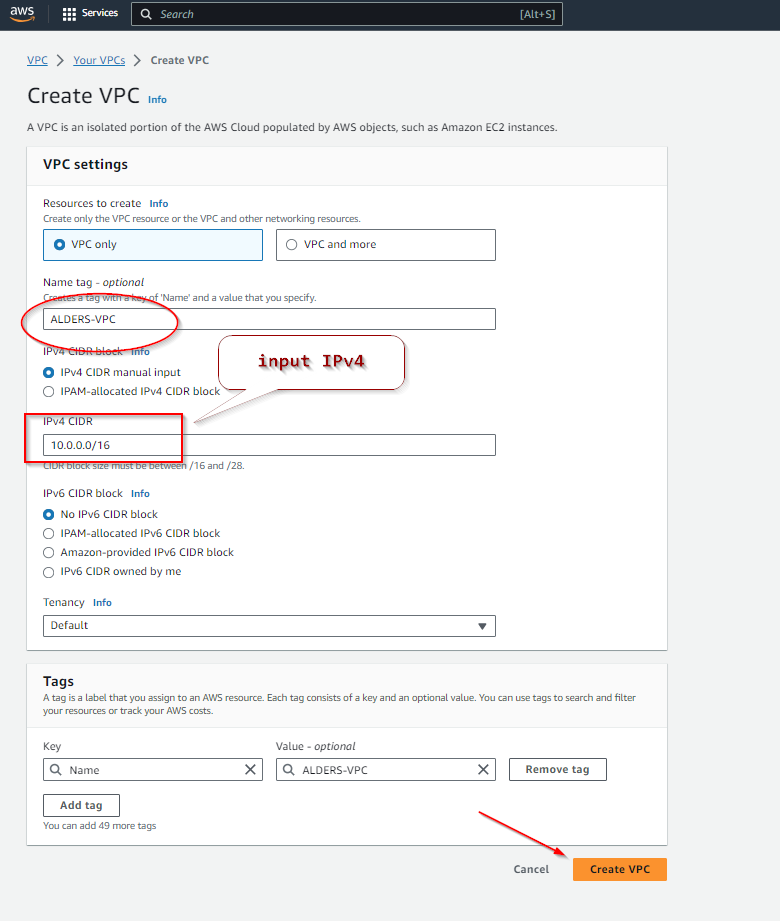 aws Services Search [Alt+S]
VPC > Your VPCs > Create VPC
Create VPC Info
A VPC is an isolated portion of the AWS Cloud populated by AWS objects, such as Amazon EC2 instances.
VPC settings
Resources to create Info
Create only the VPC resource or the VPC and other networking resources.
VPC only
VPC and more
Name tag - optional
Creates a tag with a key of 'Name' and a value that you specify.
ALDERS-VPC
IPv4 CIDR block Info
input IPv4
IPv4 CIDR manual input
IPAM-allocated IPv4 CIDR block
IPv4 CIDR
10.0.0.0/16
CIDR block size must be between /16 and /28.
IPv6 CIDR block Info
No IPv6 CIDR block
IPAM-allocated IPv6 CIDR block
Amazon-provided IPv6 CIDR block
IPv6 CIDR owned by me
Tenancy Info
Default
Tags
A tag is a label that you assign to an AWS resource. Each tag consists of a key and an optional value. You can use tags to search and filter
your resources or track your AWS costs.
Key
Value - optional
Name
ALDERS-VPC
Remove tag
Add tag
You can add 49 more tags
Cancel
Create VPC